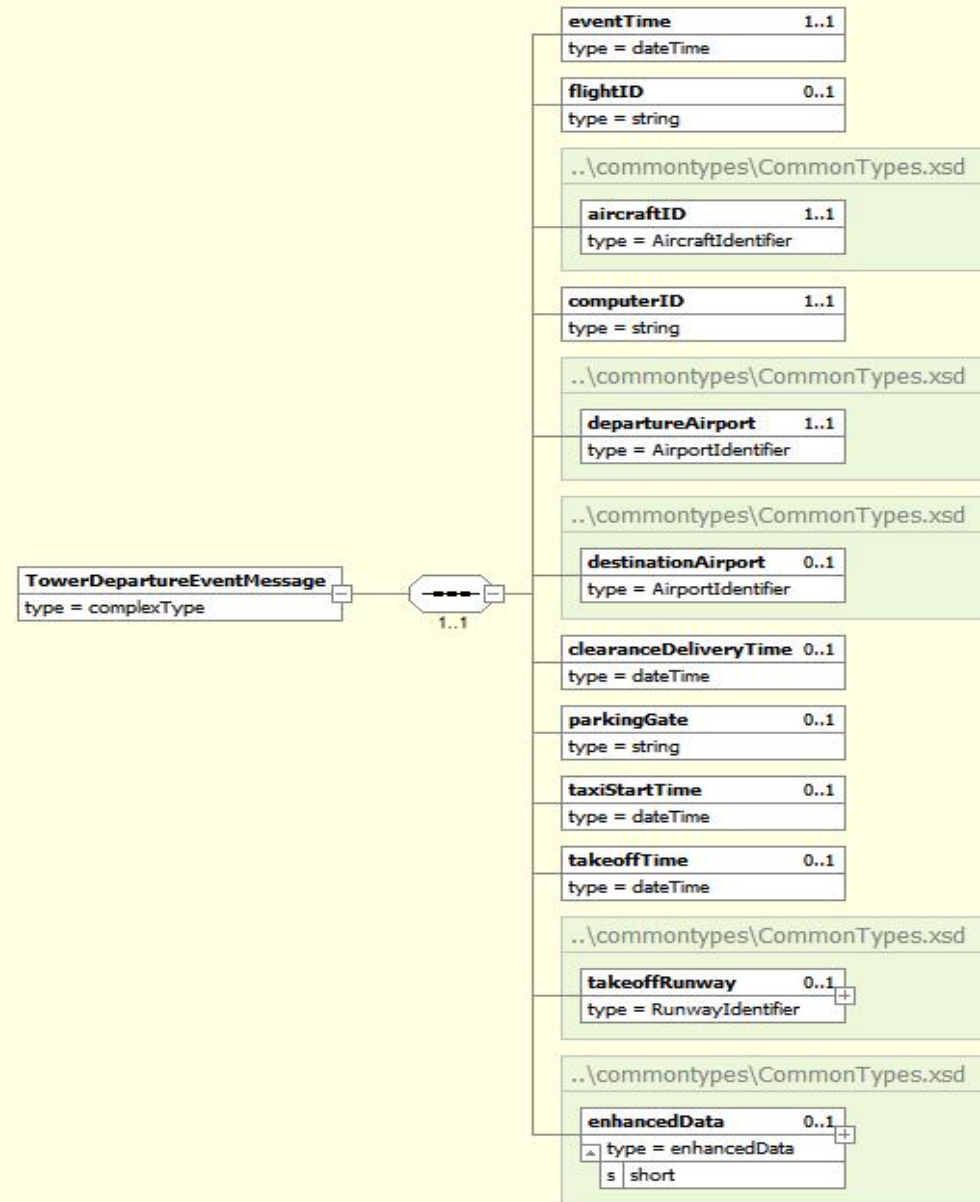 eventTime 1..1
type = dateTime
flightID 0..1
type = string
..\commontypes\CommonTypes.xsd
aircraftID 1..1
type = AircraftIdentifier
computerID 1..1
type = string
..\commontypes\CommonTypes.xsd
departureAirport 1..1
type = AirportIdentifier
..\commontypes\CommonTypes.xsd
destinationAirport 0..1
type = AirportIdentifier
TowerDepartureEventMessage
type = complexType
1..1
clearanceDeliveryTime 0..1
type = dateTime
parkingGate 0..1
type = string
taxiStartTime 0..1
type = dateTime
takeoffTime 0..1
type = dateTime
..\commontypes\CommonTypes.xsd
takeoffRunway 0..1
type = RunwayIdentifier
..\commontypes\CommonTypes.xsd
enhancedData 0..1
type = enhancedData
s short